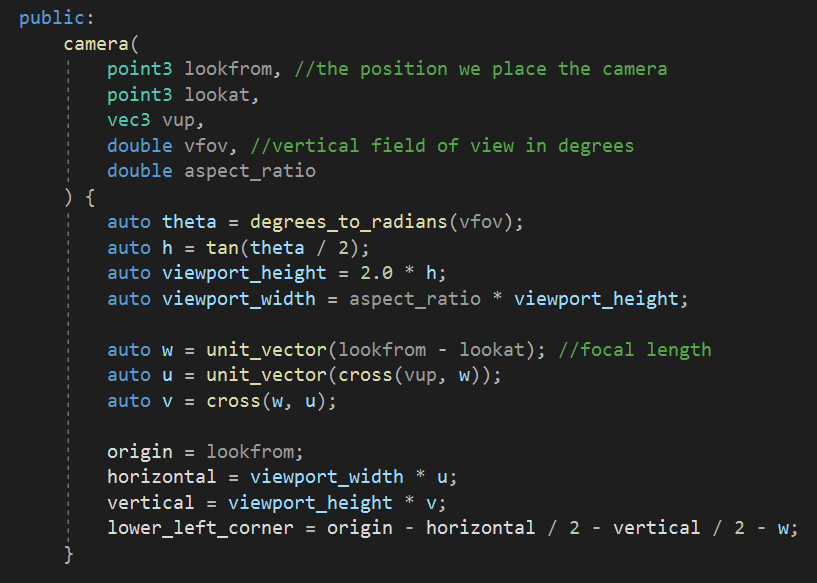 public:
camera(
point3 lookfrom, //the position we place the camera
point3 lookat,
vec3 vup,
double vfov, //vertical field of view in degrees
double aspect_ratio
) {
auto theta = degrees_to_radians(vfov);
auto h = tan(theta / 2);
auto viewport_height = 2.0 * h;
auto viewport_width = aspect_ratio * viewport_height;
auto w = unit_vector(lookfrom - lookat); //focal length
auto u = unit_vector(cross(vup, w));
auto v = cross(w, u);
origin = lookfrom;
horizontal = viewport_width * u;
vertical = viewport_height * v;
lower_left_corner = origin - horizontal / 2 - vertical / 2 - w;
}